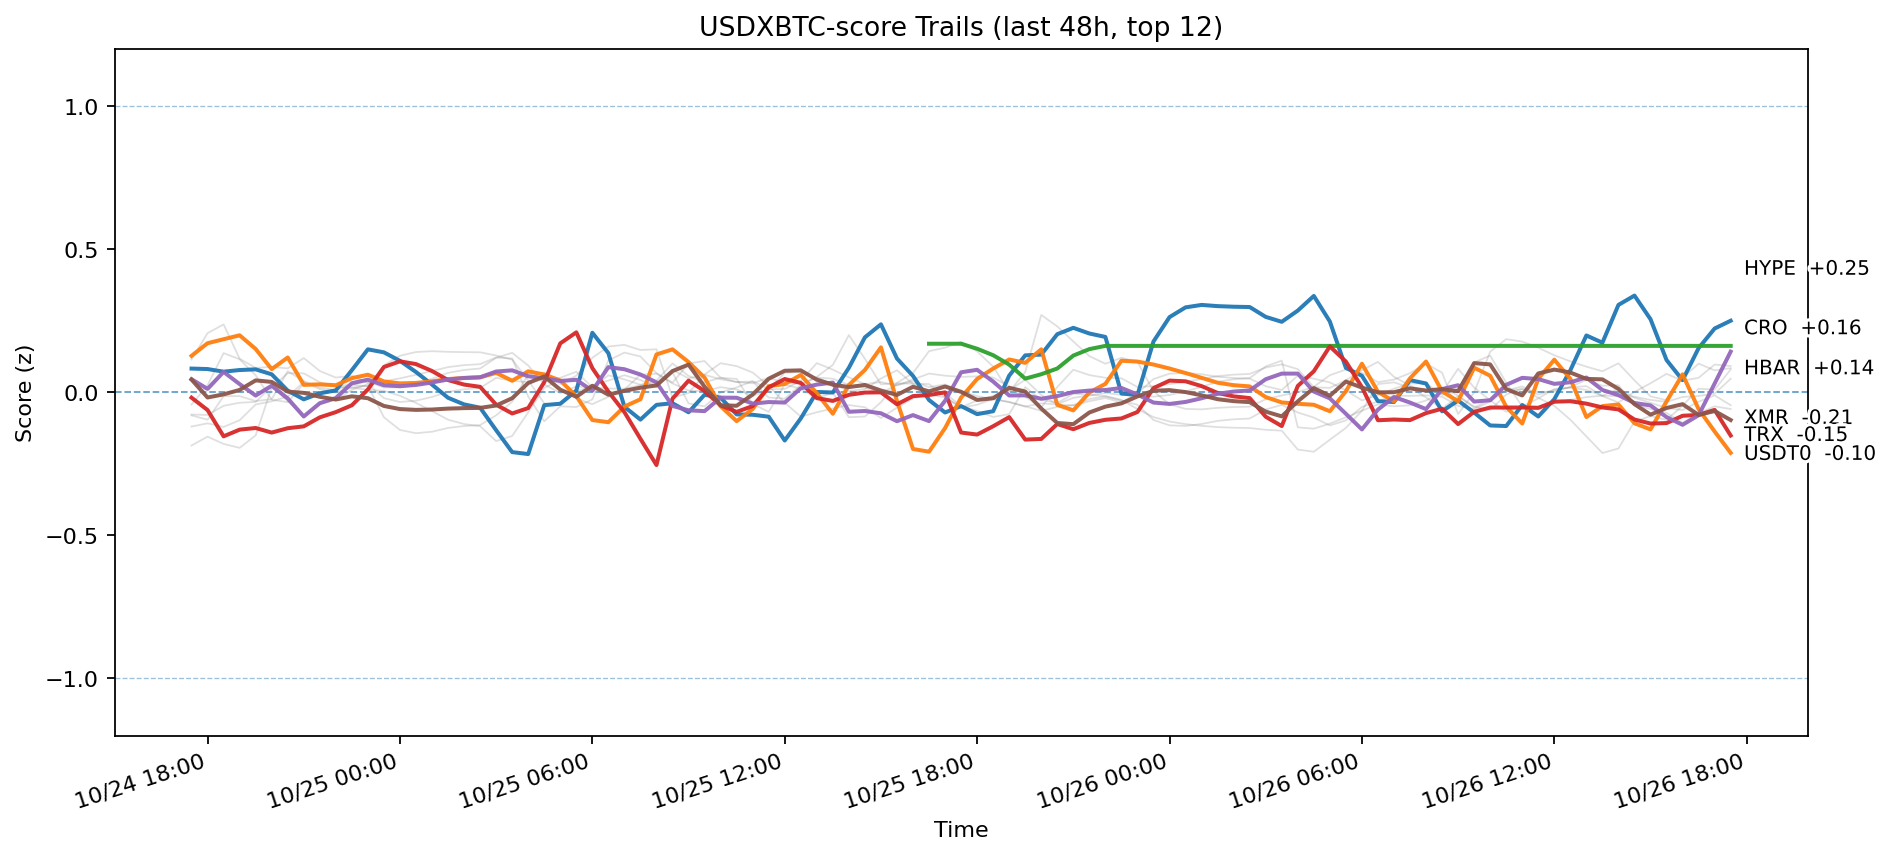 USDXBTC-score Trails (last 48h, top 12)
Score (z)
1.0
0.5
0.0
−0.5
−1.0
HYPE +0.25
CRO +0.16
HBAR +0.14
XMR -0.21
TRX -0.15
USDT0 -0.10
10/24 18:00
10/25 00:00
10/25 06:00
10/25 12:00
10/25 18:00
10/26 00:00
10/26 06:00
10/26 12:00
10/26 18:00
Time